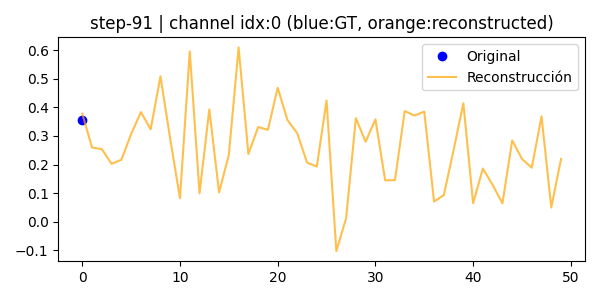 step-91 | channel idx:0 (blue:GT, orange:reconstructed)
Original
Reconstrucción
0.6
0.5
0.4
0.3
0.2
0.1
0.0
−0.1
0 10 20 30 40 50